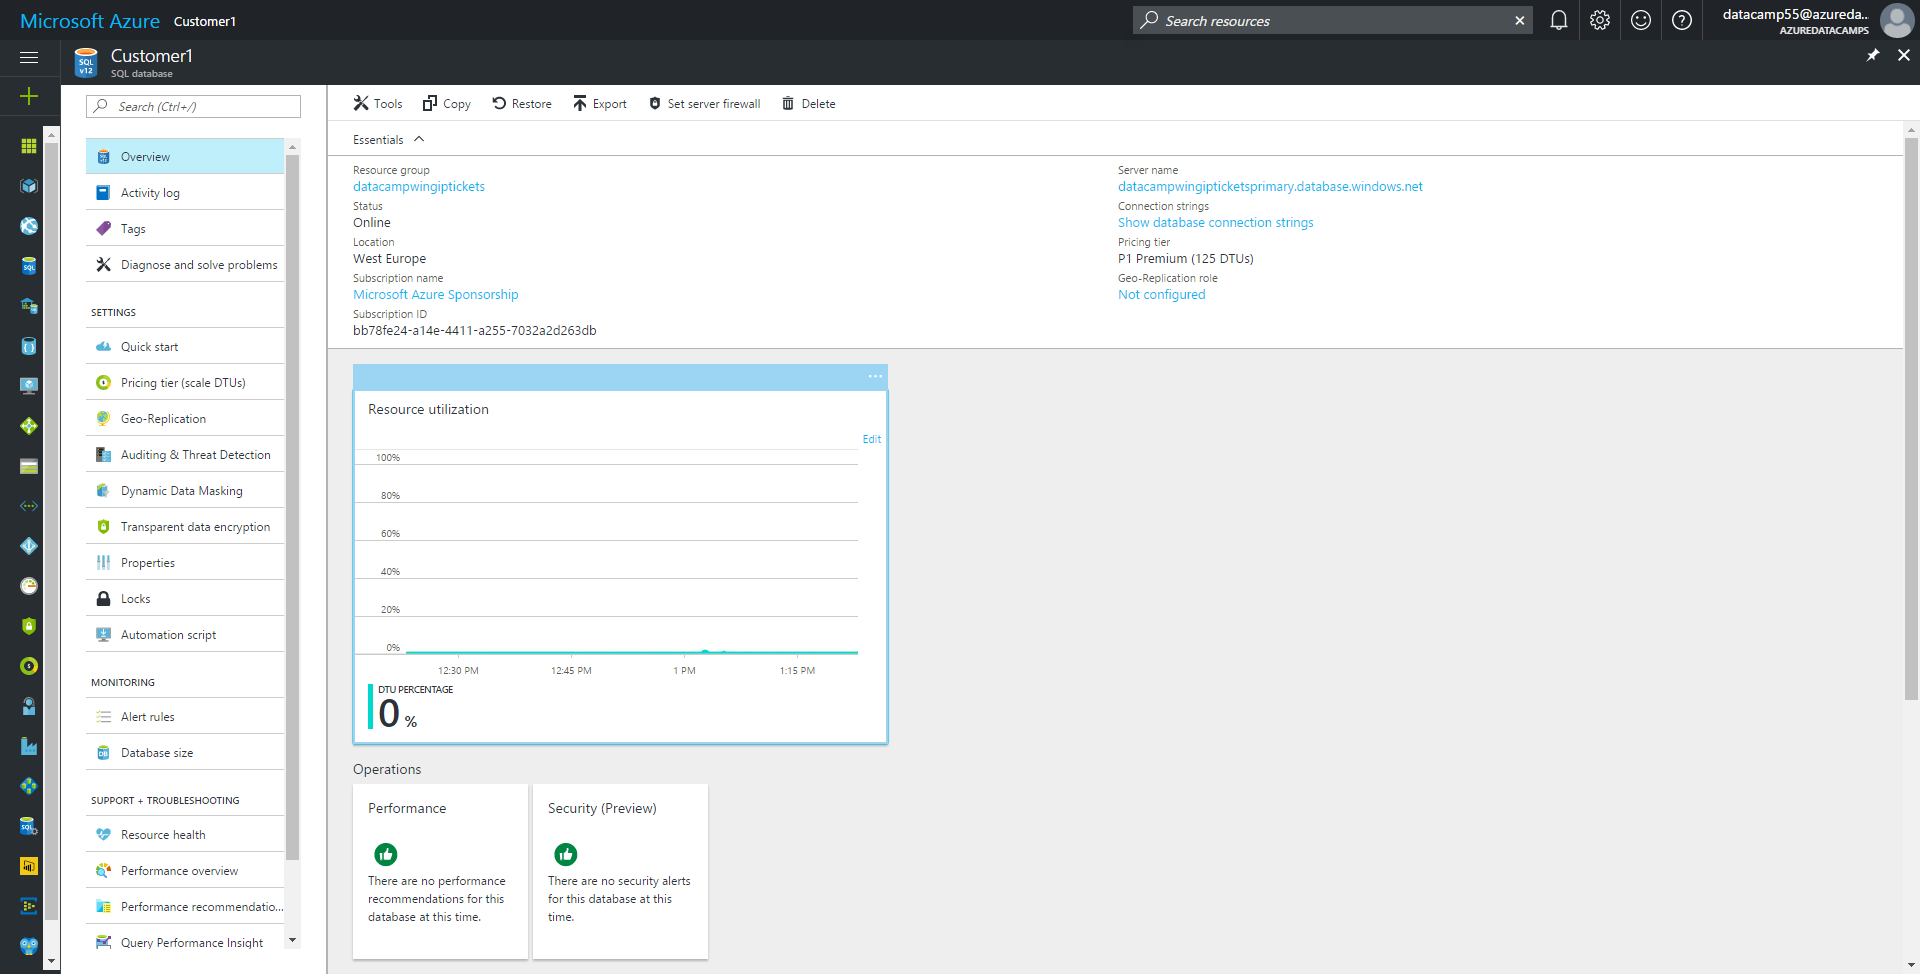 Microsoft Azure Customer1
Search resources
datacamp55@azureda...
AZUREDATACAMPS
SQL v12
Customer1
SQL database
Search (Ctrl+/)
Overview
Activity log
Tags
Diagnose and solve problems
SETTINGS
Quick start
Pricing tier (scale DTUs)
Geo-Replication
Auditing & Threat Detection
Dynamic Data Masking
Transparent data encryption
Properties
Locks
Automation script
MONITORING
Alert rules
Database size
SUPPORT + TROUBLESHOOTING
Resource health
Performance overview
Performance recommendatio...
Query Performance Insight
Tools Copy Restore Export Set server firewall Delete
Essentials
Resource group
datacampwingiptickets
Status
Online
Location
West Europe
Subscription name
Microsoft Azure Sponsorship
Subscription ID
bb78fe24-a14e-4411-a255-7032a2d263db
Server name
datacampwingipticketsprimary.database.windows.net
Connection strings
Show database connection strings
Pricing tier
P1 Premium (125 DTUs)
Geo-Replication role
Not configured
Resource utilization
Edit
100%
80%
60%
40%
20%
0%
12:30 PM 12:45 PM 1 PM 1:15 PM
DTU PERCENTAGE
0 %
Operations
Performance
There are no performance
recommendations for this
database at this time.
Security (Preview)
There are no security alerts
for this database at this
time.